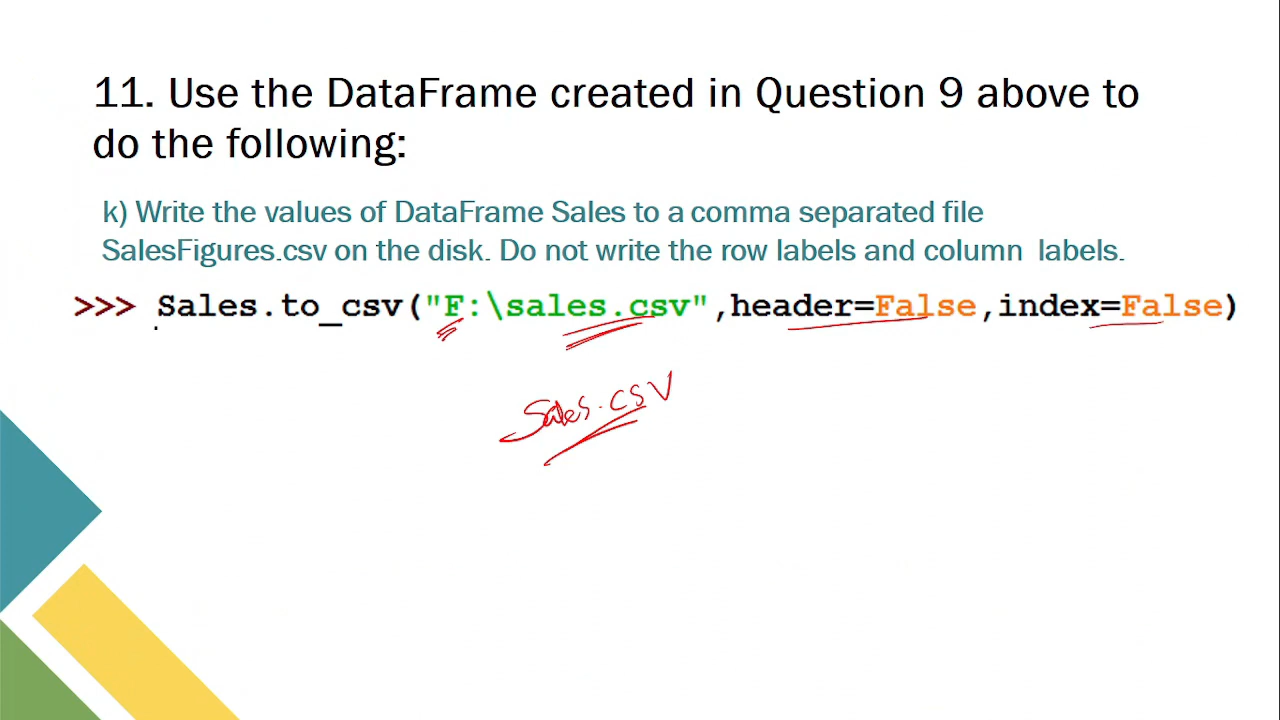 11. Use the DataFrame created in Question 9 above to
do the following:
k) Write the values of DataFrame Sales to a comma separated file
SalesFigures.csv on the disk. Do not write the row labels and column labels.
>>> Sales.to_csv("F:\sales.csv",header=False,index=False)
Sales.csv